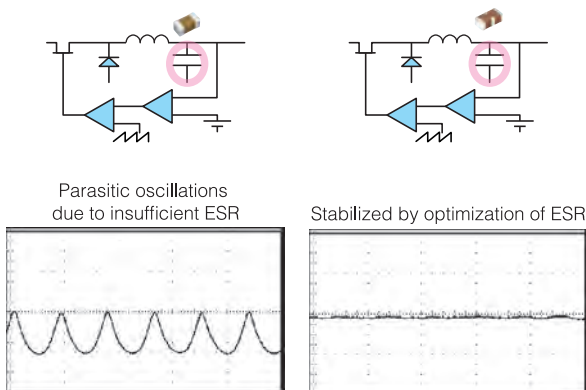 Parasitic oscillations
due to insufficient ESR
Stabilized by optimization of ESR